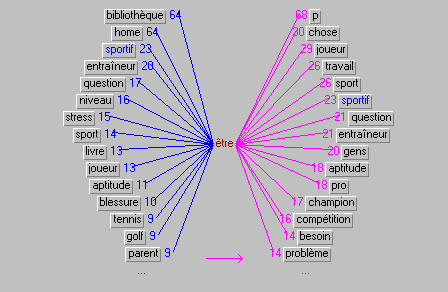 bibliothèque 64 68 p
home 64 30 chose
sportif 23 29 joueur
entraîneur 20 26 travail
question 17 26 sport
niveau 16 23 sportif
stress 15 21 question
sport 14 21 entraîneur
être
livre 13 20 gens
joueur 13 18 aptitude
aptitude 11 18 pro
blessure 10 17 champion
tennis 9 16 compétition
golf 9 14 besoin
parent 9 14 problème
... ...